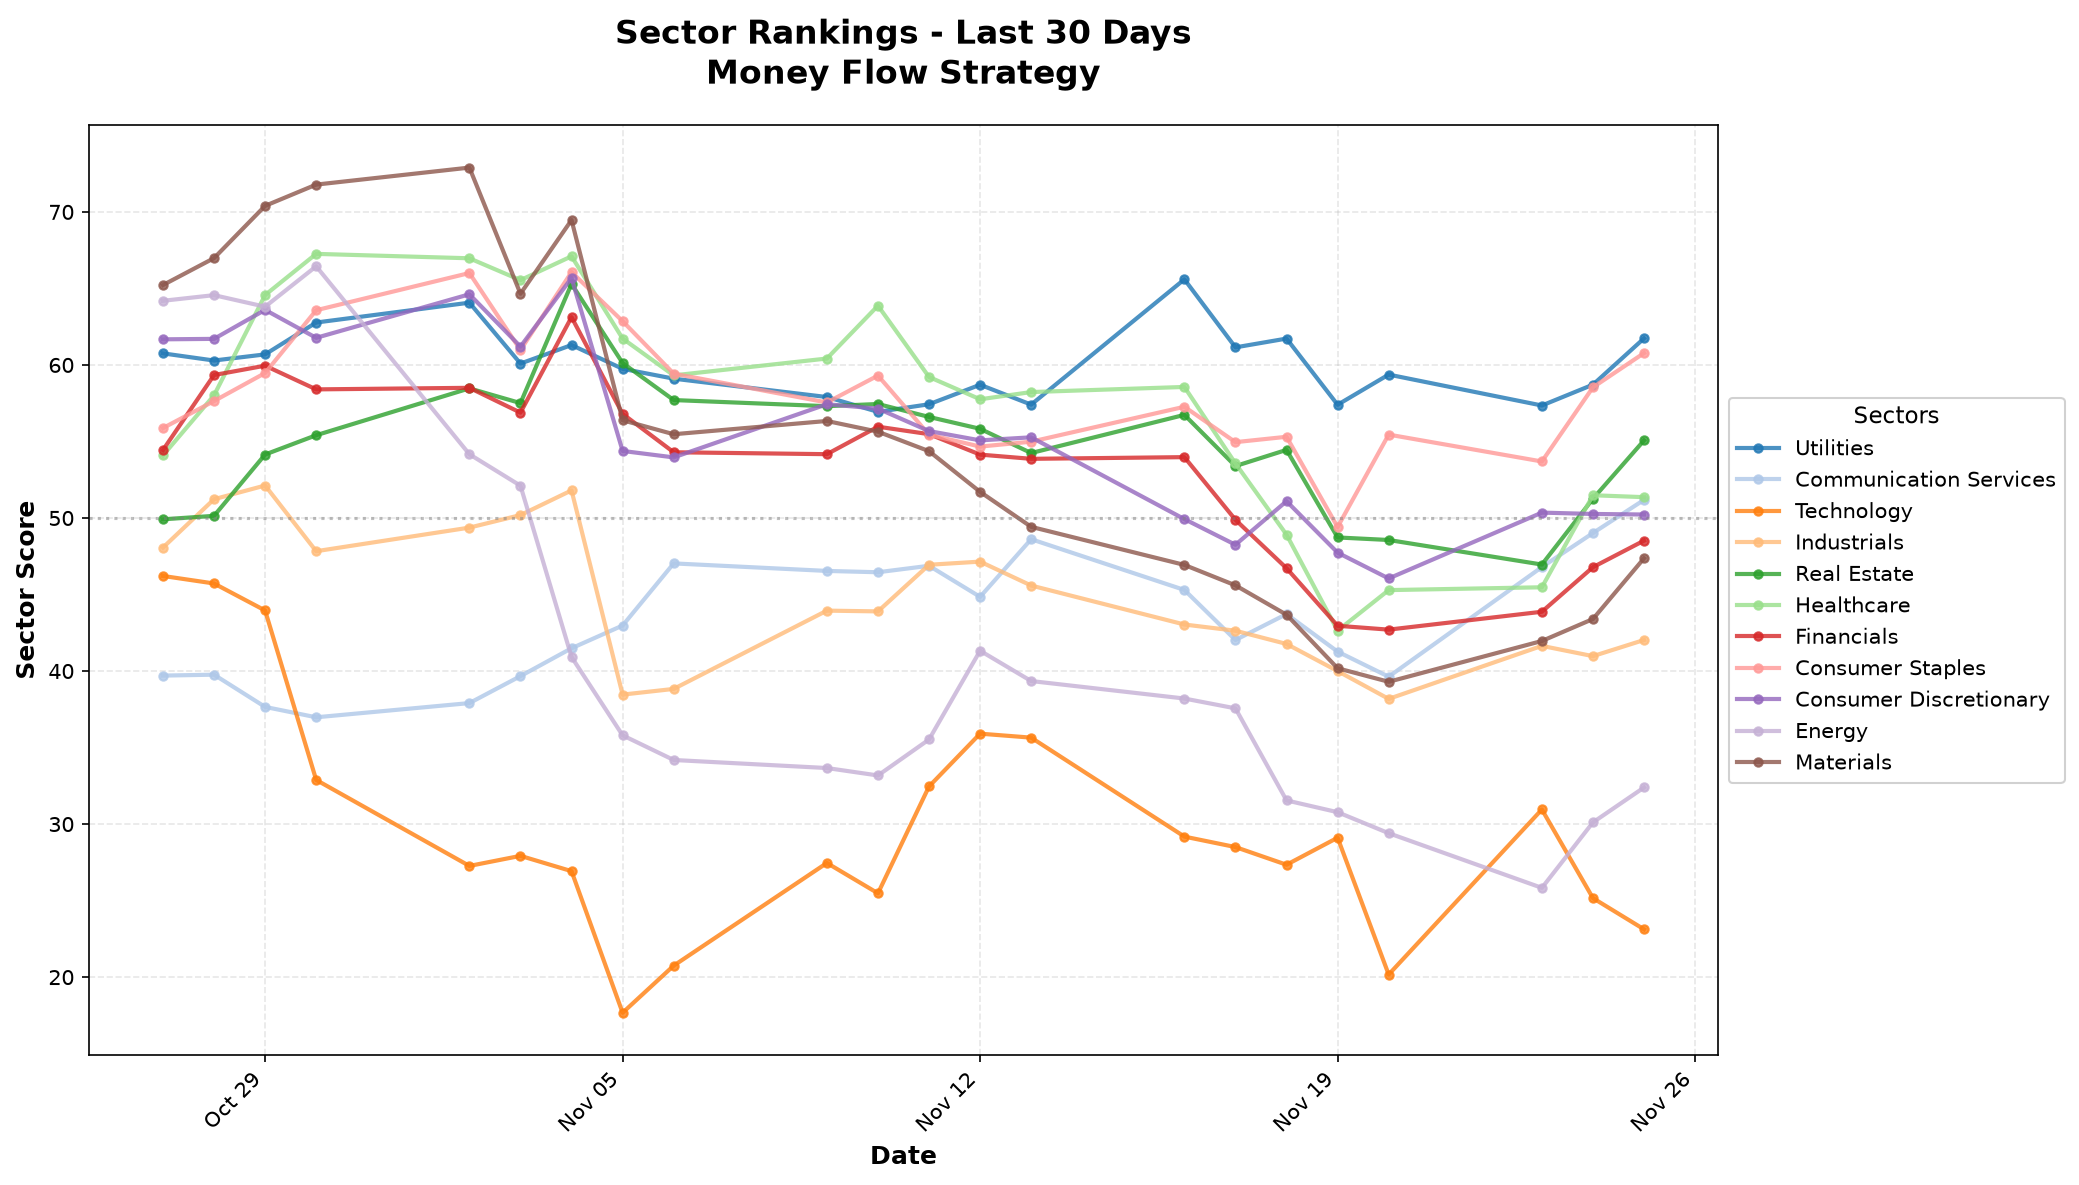 Sector Rankings - Last 30 Days
Money Flow Strategy
Sector Score
70
60
50
40
30
20
Oct 29
Nov 05
Nov 12
Nov 19
Nov 26
Date
Sectors
Utilities
Communication Services
Technology
Industrials
Real Estate
Healthcare
Financials
Consumer Staples
Consumer Discretionary
Energy
Materials